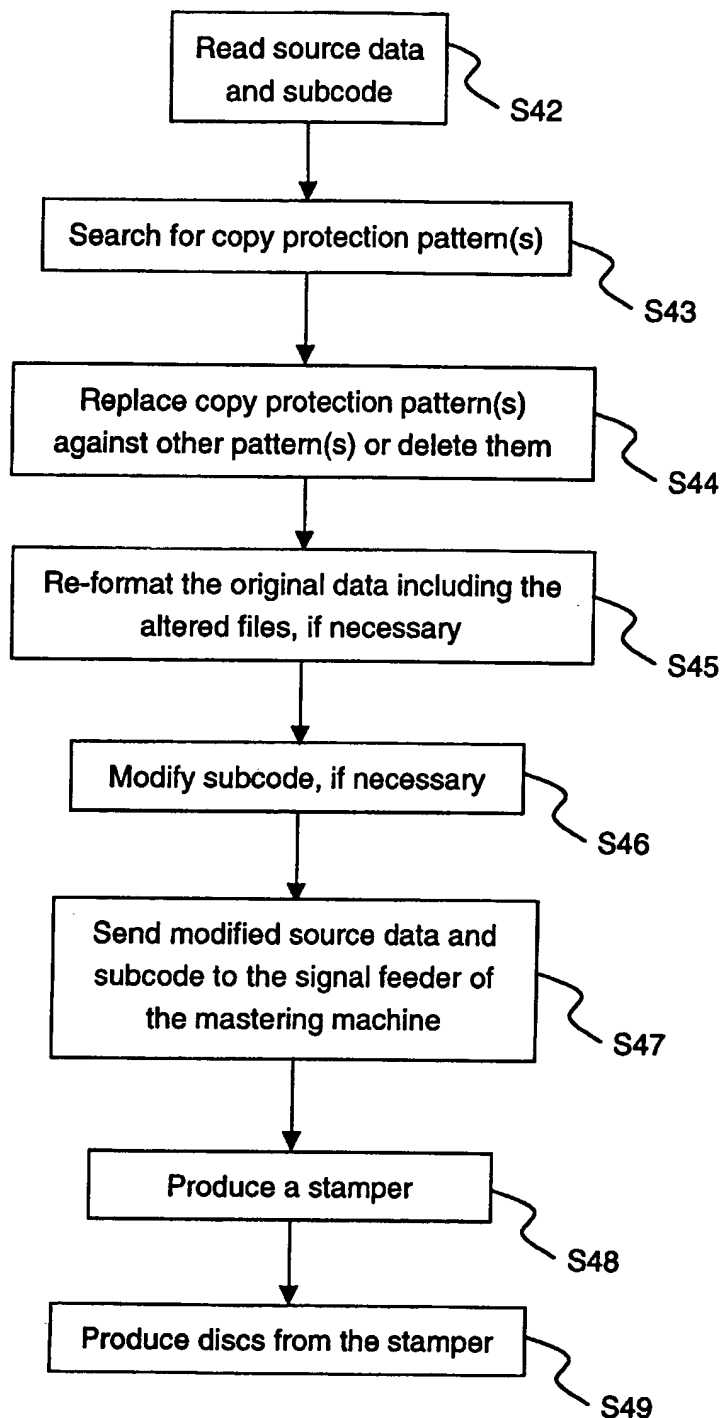 Read source data
and subcode
S42
Search for copy protection pattern(s)
S43
Replace copy protection pattern(s)
against other pattern(s) or delete them
S44
Re-format the original data including the
altered files, if necessary
S45
Modify subcode, if necessary
S46
Send modified source data and
subcode to the signal feeder of
the mastering machine
S47
Produce a stamper
S48
Produce discs from the stamper
S49